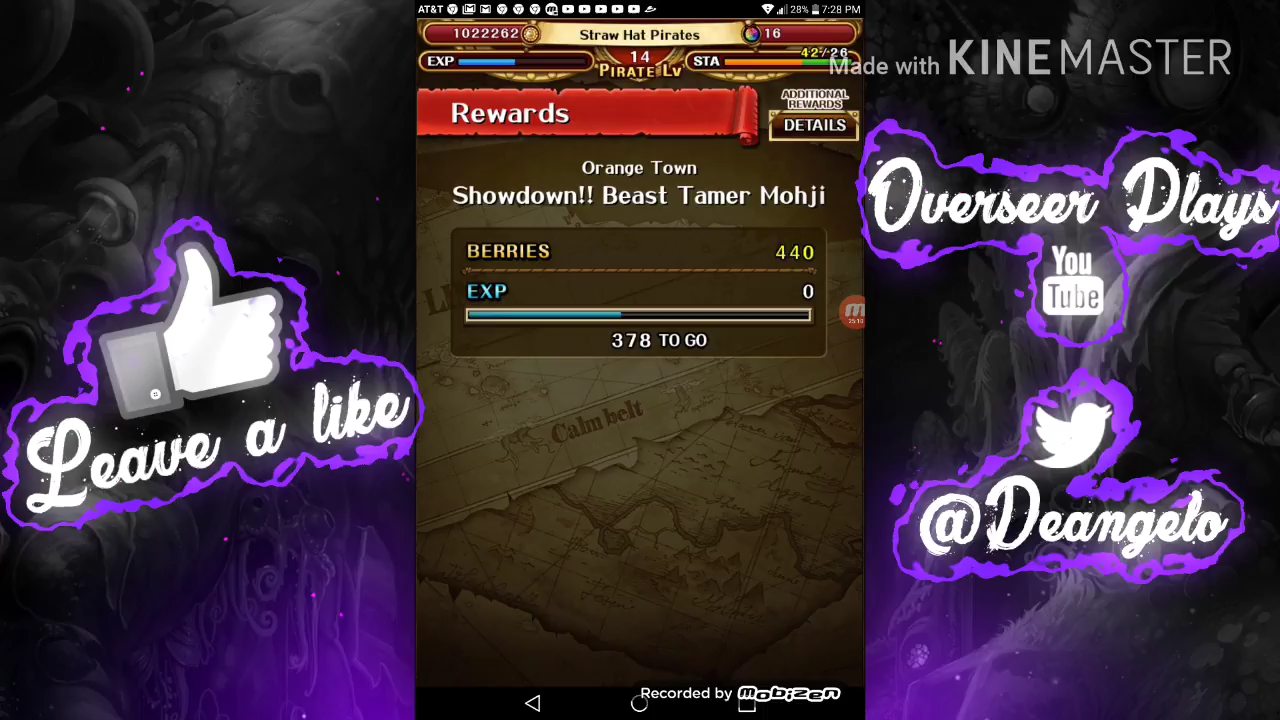 AT&T
28% 7:28 PM
1022262
Straw Hat Pirates
16
EXP
14
PIRATE LV
STA
42/26
Made with KINEMASTER
Rewards
ADDITIONAL
REWARDS
DETAILS
Orange Town
Showdown!! Beast Tamer Mohji
BERRIES 440
EXP 0
378 TO GO
Calm belt
Leave a like
Overseer Plays
You
Tube
@Deangelo
25:10
Recorded by mobizen